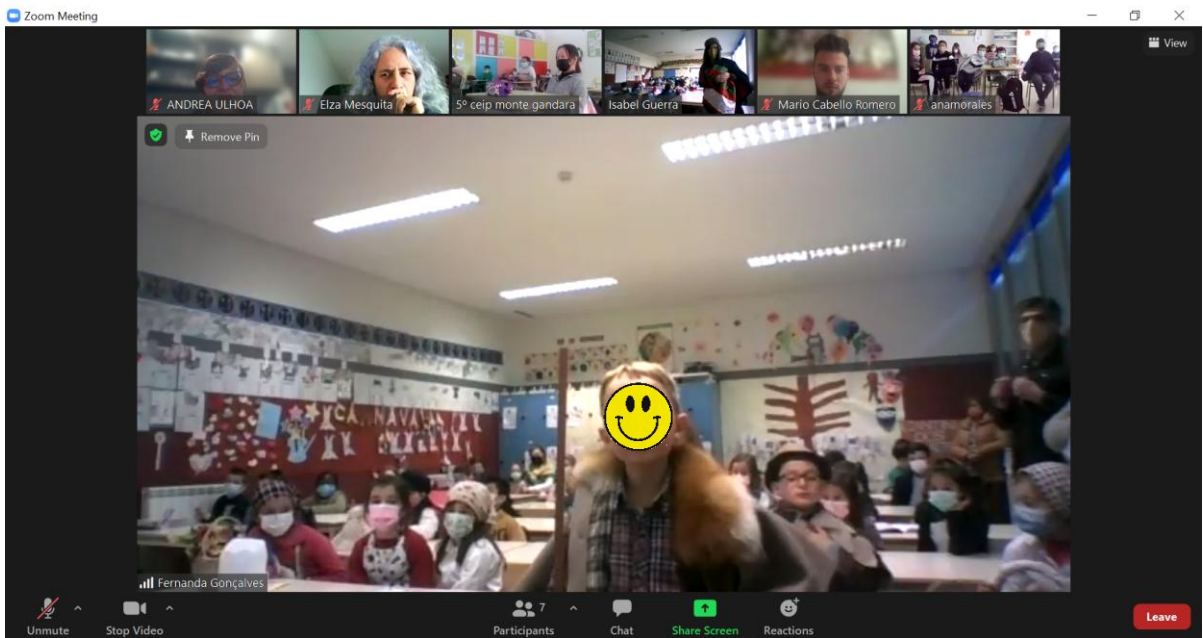 Zoom Meeting
View
ANDREA ULHOA
Elza Mesquita
5º ceip monte gandara
Isabel Guerra
Mario Cabello Romero
anamorales
Remove Pin
Fernanda Gonçalves
Unmute
Stop Video
7
Participants
Chat
Share Screen
Reactions
Leave